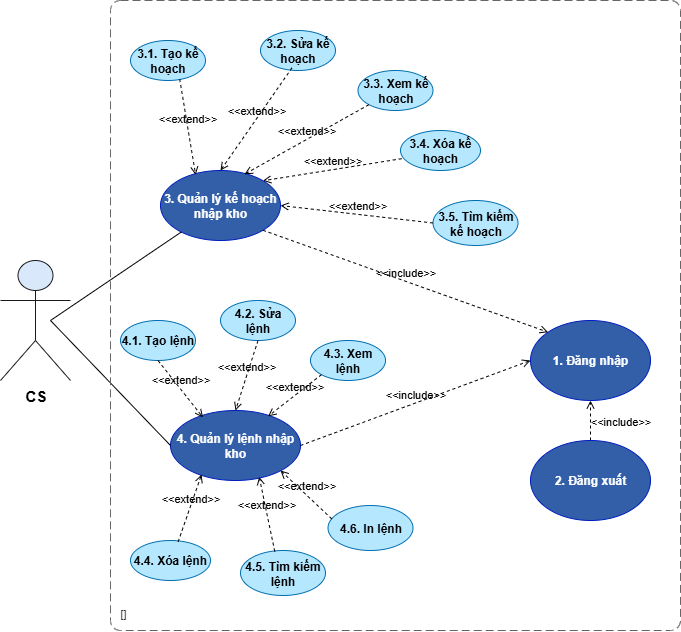 3.1. Tạo kế
hoạch
3.2. Sửa kế
hoạch
3.3. Xem kế
hoạch
3.4. Xóa kế
hoạch
3.5. Tìm kiếm
kế hoạch
<<extend>>
<<extend>>
<<extend>>
<<extend>>
<<extend>>
3. Quản lý kế hoạch
nhập kho
<<include>>
CS
4.1. Tạo lệnh
4.2. Sửa
lệnh
4.3. Xem
lệnh
<<extend>>
<<extend>>
<<extend>>
1. Đăng nhập
<<include>>
<<include>>
4. Quản lý lệnh nhập
kho
2. Đăng xuất
<<extend>>
<<extend>>
<<extend>>
4.4. Xóa lệnh
4.5. Tìm kiếm
lệnh
4.6. In lệnh
[]